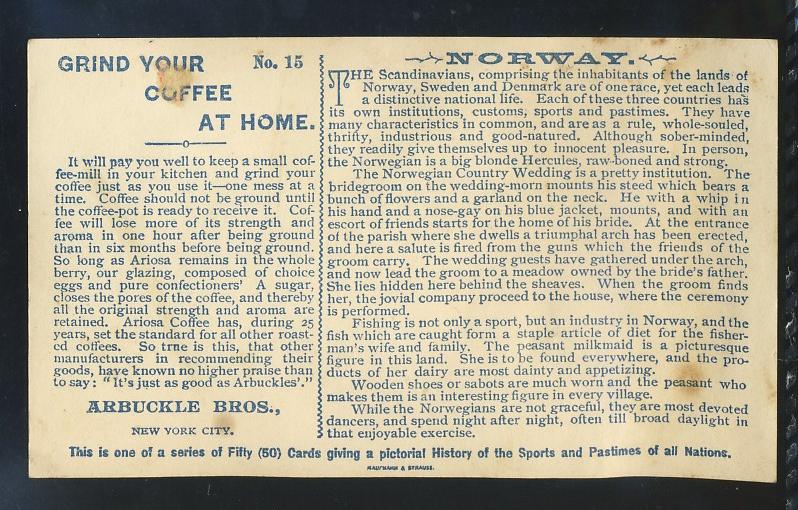 GRIND YOUR
COFFEE
AT HOME.
No. 15
It will pay you well to keep a small cof-
fee-mill in your kitchen and grind your
coffee just as you use it—one mess at a
time. Coffee should not be ground until
the coffee-pot is ready to receive it. Cof-
fee will lose more of its strength and
aroma in one hour after being ground
than in six months before being ground.
So long as Ariosa remains in the whole
berry, our glazing, composed of choice
eggs and pure confectioners' A sugar,
closes the pores of the coffee, and thereby
all the original strength and aroma are
retained. Ariosa Coffee has, during 25
years, set the standard for all other roast-
ed coffees. So trne is this, that other
manufacturers in recommending their
goods, have known no higher praise than
to say: "It's just as good as Arbuckles'."
ARBUCKLE BROS.,
NEW YORK CITY.
NORWAY.
THE Scandinavians, comprising the inhabitants of the lands of
Norway, Sweden and Denmark are of one race, yet each leads
a distinctive national life. Each of these three countries has
its own institutions, customs, sports and pastimes. They have
many characteristics in common, and are as a rule, whole-souled,
thrifty, industrious and good-natured. Although sober-minded,
they readily give themselves up to innocent pleasure. In person,
the Norwegian is a big blonde Hercules, raw-boned and strong.
The Norwegian Country Wedding is a pretty institution. The
bridegroom on the wedding-morn mounts his steed which bears a
bunch of flowers and a garland on the neck. He with a whip in
his hand and a nose-gay on his blue jacket, mounts, and with an
escort of friends starts for the home of his bride. At the entrance
of the parish where she dwells a triumphal arch has been erected,
and here a salute is fired from the guns which the friends of the
groom carry. The wedding guests have gathered under the arch,
and now lead the groom to a meadow owned by the bride's father.
She lies hidden here behind the sheaves. When the groom finds
her, the jovial company proceed to the house, where the ceremony
is performed.
Fishing is not only a sport, but an industry in Norway, and the
fish which are caught form a staple article of diet for the fisher-
man's wife and family. The peasant milkmaid is a picturesque
figure in this land. She is to be found everywhere, and the pro-
ducts of her dairy are most dainty and appetizing.
Wooden shoes or sabots are much worn and the peasant who
makes them is an interesting figure in every village.
While the Norwegians are not graceful, they are most devoted
dancers, and spend night after night, often till broad daylight in
that enjoyable exercise.
This is one of a series of Fifty (50) Cards giving a pictorial History of the Sports and Pastimes of all Nations.
KAUFMANN & STRAUSS.